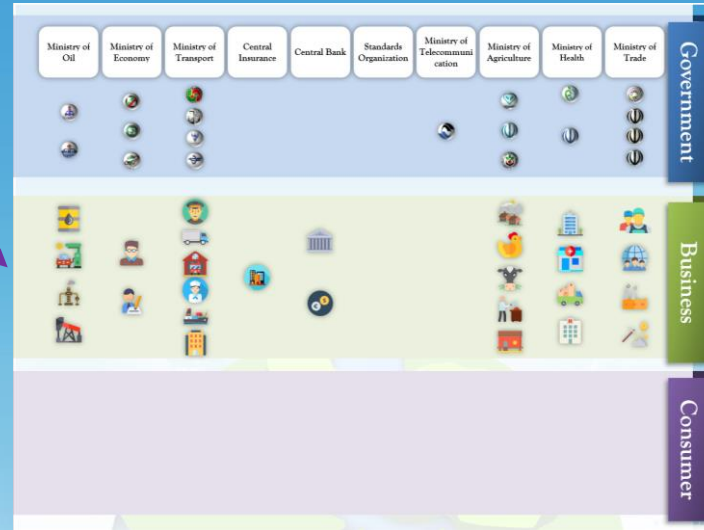 Ministry of
Oil
Ministry of
Economy
Ministry of
Transport
Central
Insurance
Central Bank
Standards
Organization
Ministry of
Telecommuni
cation
Ministry of
Agriculture
Ministry of
Health
Ministry of
Trade
Government
Business
Consumer